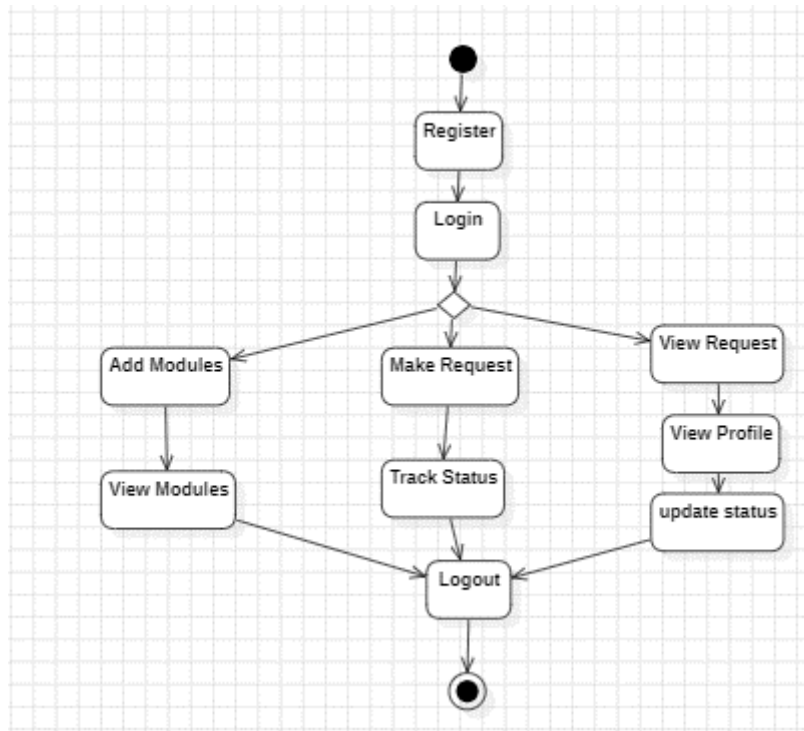 Register
Login
Add Modules
Make Request
View Request
View Profile
View Modules
Track Status
update status
Logout